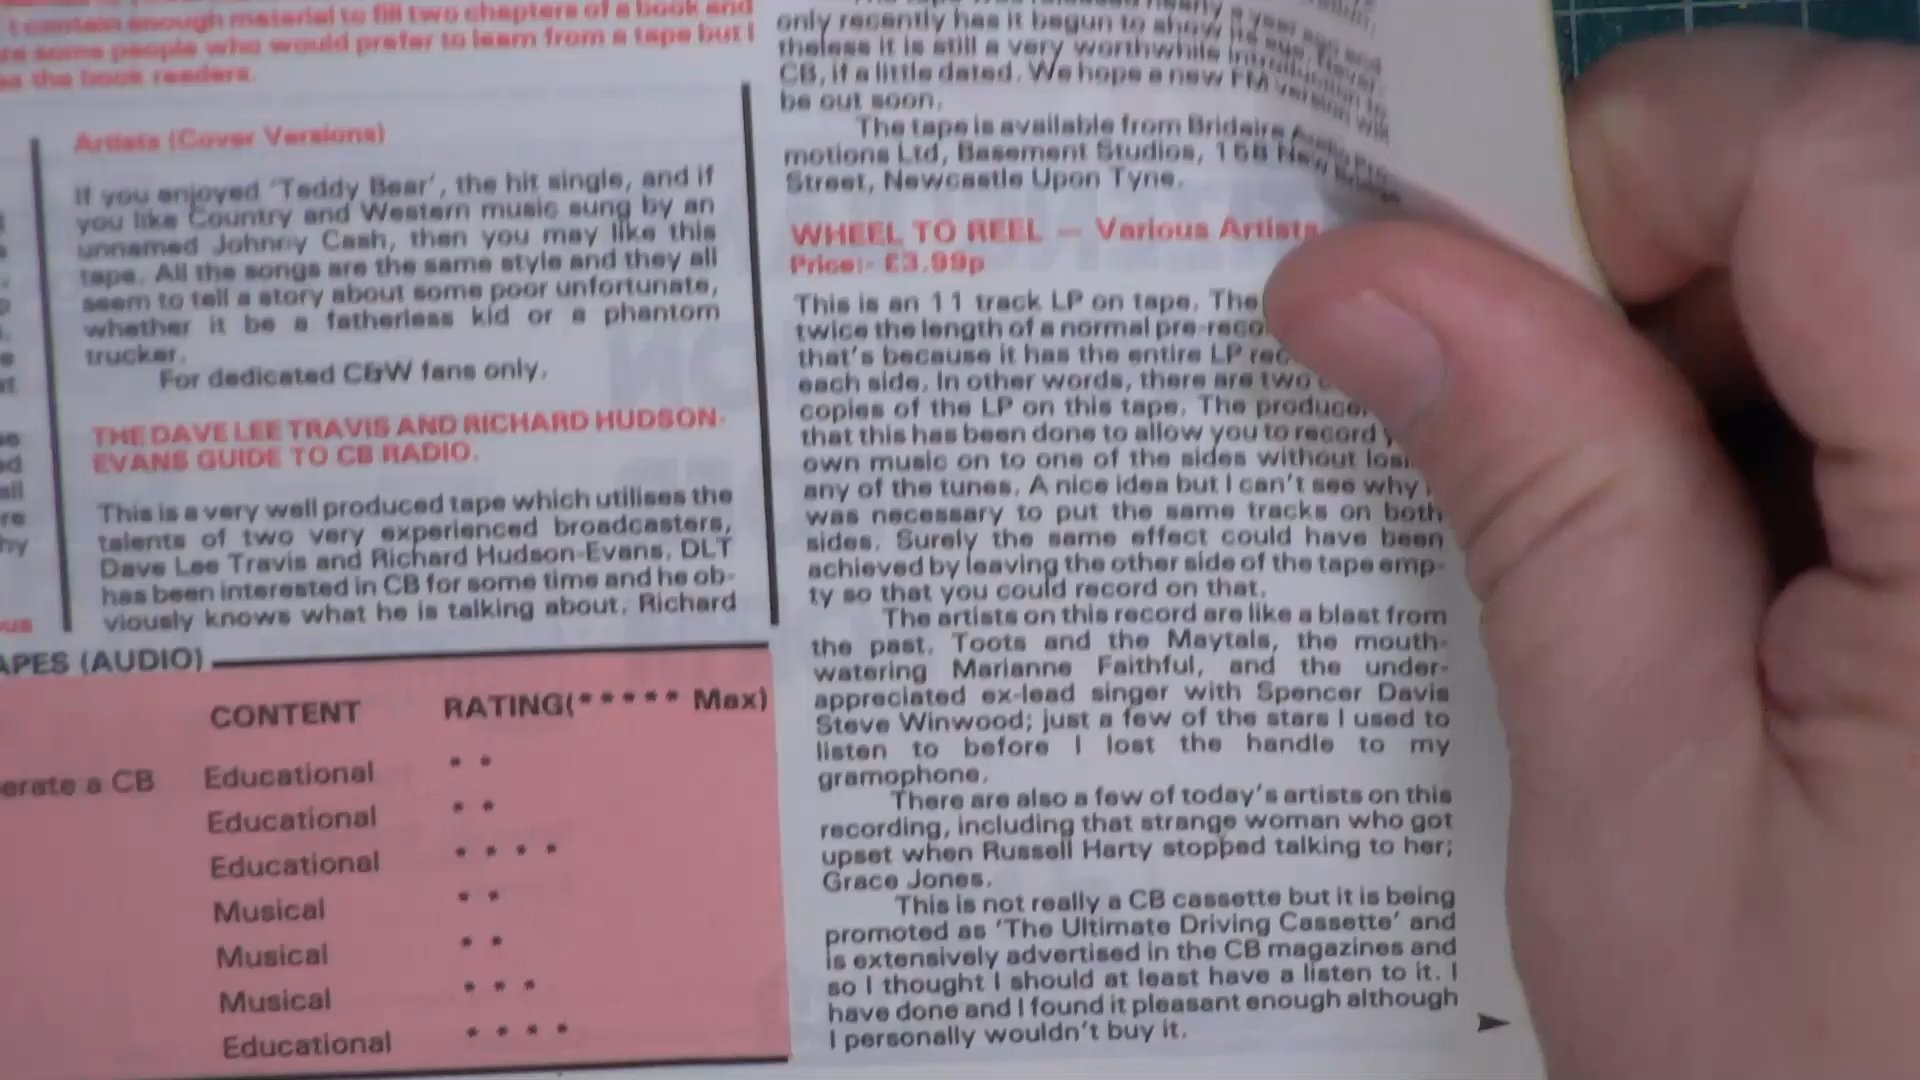 t contain enough material to fill two chapters of a book and
re some people who would prefer to learn from a tape but I
as the book readers.
Artists (Cover Versions)
If you enjoyed 'Teddy Bear', the hit single, and if
you like Country and Western music sung by an
unnamed Johnny Cash, then you may like this
tape. All the songs are the same style and they all
seem to tell a story about some poor unfortunate,
whether it be a fatherless kid or a phantom
trucker.
For dedicated C&W fans only.
THE DAVE LEE TRAVIS AND RICHARD HUDSON-
EVANS GUIDE TO CB RADIO.
This is a very well produced tape which utilises the
talents of two very experienced broadcasters,
Dave Lee Travis and Richard Hudson-Evans. DLT
has been interested in CB for some time and he ob-
viously knows what he is talking about. Richard
APES (AUDIO)
CONTENT RATING(***** Max)
erate a CB Educational * *
Educational * *
Educational * * * *
Musical * *
Musical * *
Musical * * *
Educational * * * *
only recently has it begun to show its age. Never-
theless it is still a very worthwhile introduction to
CB, if a little dated. We hope a new FM version will
be out soon.
The tape is available from Bridairs Audio Pro-
motions Ltd, Basement Studios, 158 New Bridge
Street, Newcastle Upon Tyne.
WHEEL TO REEL — Various Artists
Price:- £3.99p
This is an 11 track LP on tape. The
twice the length of a normal pre-reco
that's because it has the entire LP rec
each side. In other words, there are two
copies of the LP on this tape. The produce
that this has been done to allow you to record
own music on to one of the sides without losi
any of the tunes. A nice idea but I can't see why
was necessary to put the same tracks on both
sides. Surely the same effect could have been
achieved by leaving the other side of the tape emp-
ty so that you could record on that.
The artists on this record are like a blast from
the past. Toots and the Maytals, the mouth-
watering Marianne Faithful, and the under-
appreciated ex-lead singer with Spencer Davis
Steve Winwood; just a few of the stars I used to
listen to before I lost the handle to my
gramophone.
There are also a few of today's artists on this
recording, including that strange woman who got
upset when Russell Harty stopped talking to her;
Grace Jones.
This is not really a CB cassette but it is being
promoted as 'The Ultimate Driving Cassette' and
is extensively advertised in the CB magazines and
so I thought I should at least have a listen to it. I
have done and I found it pleasant enough although
I personally wouldn't buy it.